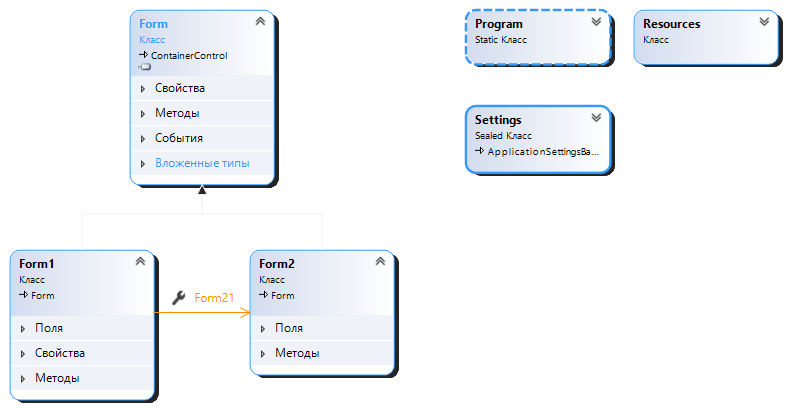 Form
Класс
ContainerControl
Свойства
Методы
События
Вложенные типы
Program
Static Класс
Resources
Класс
Settings
Sealed Класс
ApplicationSettingsBa...
Form1
Класс
Form
Поля
Свойства
Методы
Form21
Form2
Класс
Form
Поля
Методы